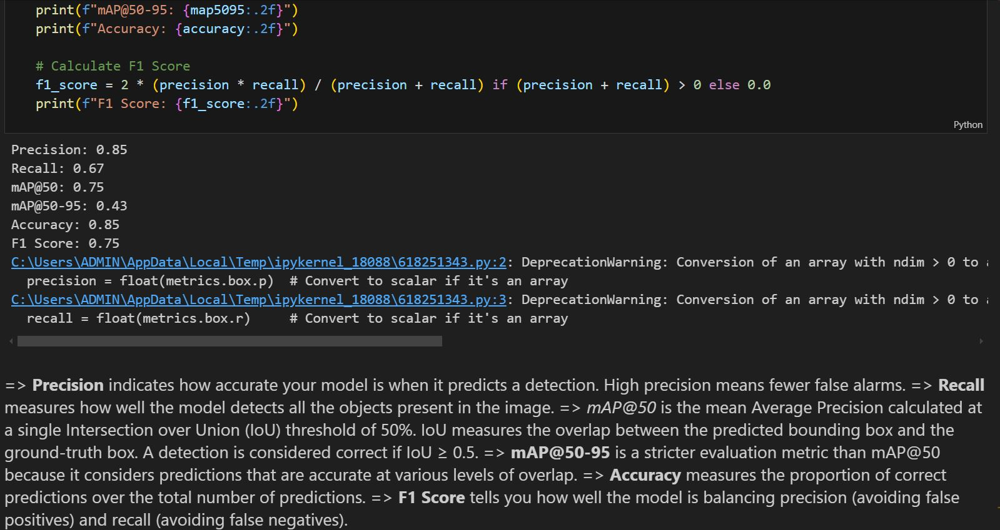 print(f"mAP@50-95: {map5095:.2f}")
print(f"Accuracy: {accuracy:.2f}")
# Calculate F1 Score
f1_score = 2 * (precision * recall) / (precision + recall) if (precision + recall) > 0 else 0.0
print(f"F1 Score: {f1_score:.2f}")
Python
Precision: 0.85
Recall: 0.67
mAP@50: 0.75
mAP@50-95: 0.43
Accuracy: 0.85
F1 Score: 0.75
C:\Users\ADMIN\AppData\Local\Temp\ipykernel_18088\618251343.py:2: DeprecationWarning: Conversion of an array with ndim > 0 to
precision = float(metrics.box.p)  # Convert to scalar if it's an array
C:\Users\ADMIN\AppData\Local\Temp\ipykernel_18088\618251343.py:3: DeprecationWarning: Conversion of an array with ndim > 0 to
recall = float(metrics.box.r)     # Convert to scalar if it's an array
=> Precision indicates how accurate your model is when it predicts a detection. High precision means fewer false alarms. => Recall
measures how well the model detects all the objects present in the image. => mAP@50 is the mean Average Precision calculated at
a single Intersection over Union (IoU) threshold of 50%. IoU measures the overlap between the predicted bounding box and the
ground-truth box. A detection is considered correct if IoU ≥ 0.5. => mAP@50-95 is a stricter evaluation metric than mAP@50
because it considers predictions that are accurate at various levels of overlap. => Accuracy measures the proportion of correct
predictions over the total number of predictions. => F1 Score tells you how well the model is balancing precision (avoiding false
positives) and recall (avoiding false negatives).